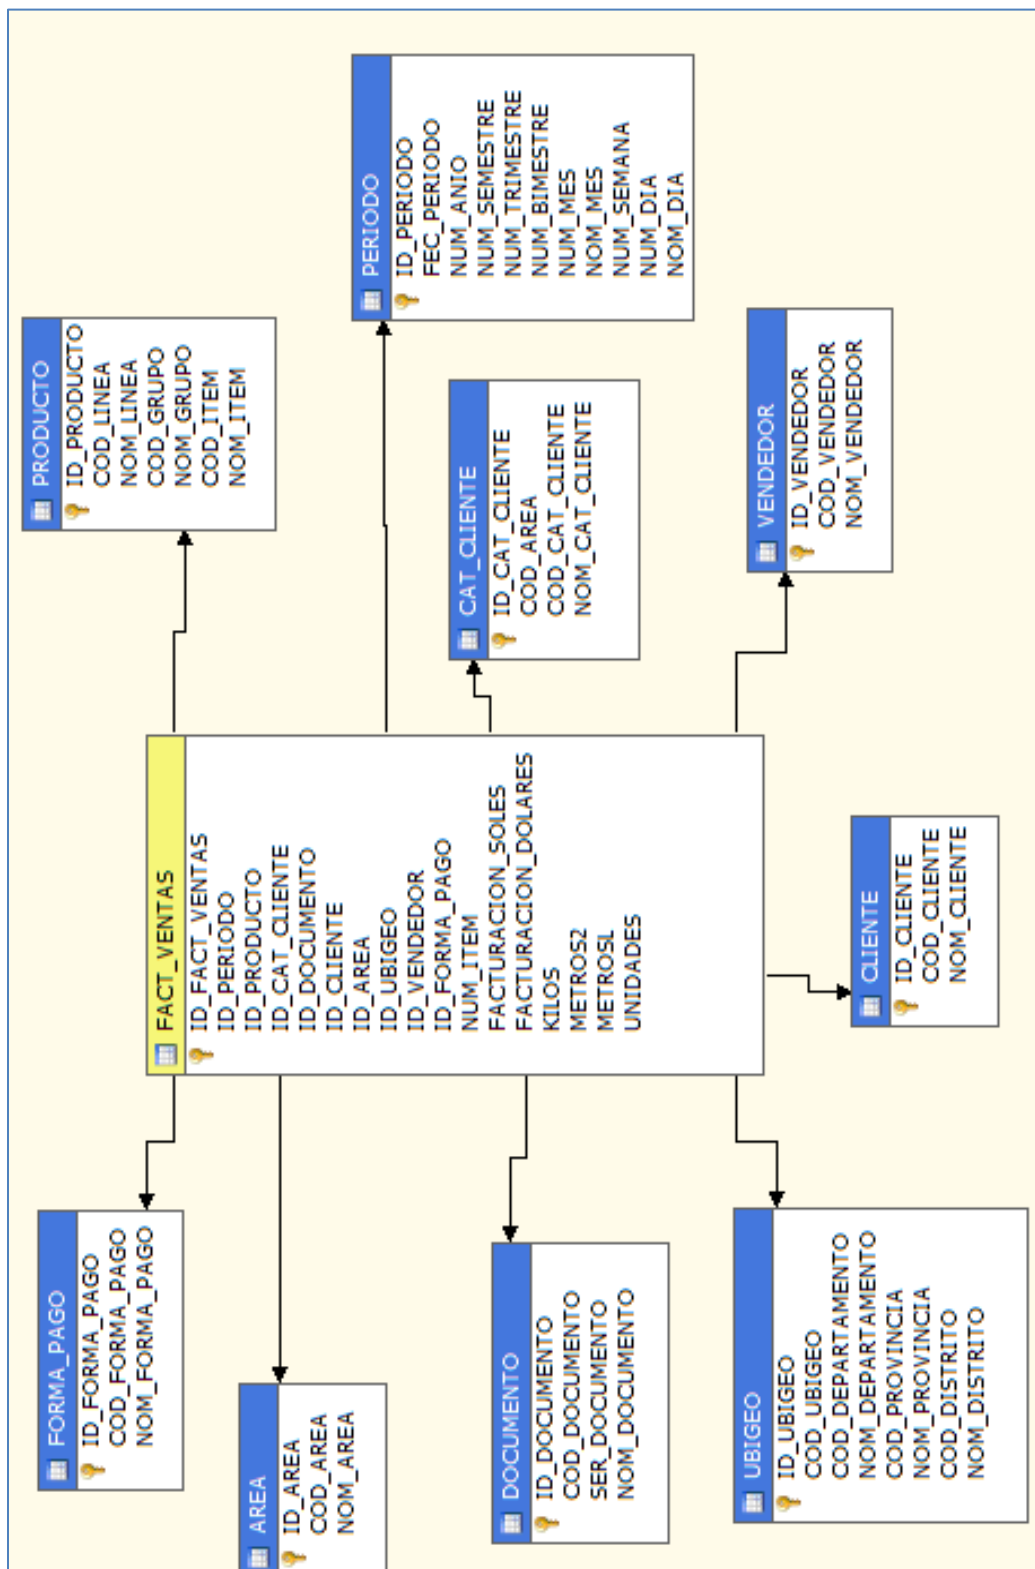 FORMA_PAGO
ID_FORMA_PAGO
COD_FORMA_PAGO
NOM_FORMA_PAGO
AREA
ID_AREA
COD_AREA
NOM_AREA
DOCUMENTO
ID_DOCUMENTO
COD_DOCUMENTO
SER_DOCUMENTO
NOM_DOCUMENTO
UBIGEO
ID_UBIGEO
COD_UBIGEO
COD_DEPARTAMENTO
NOM_DEPARTAMENTO
COD_PROVINCIA
NOM_PROVINCIA
COD_DISTRITO
NOM_DISTRITO
FACT_VENTAS
ID_FACT_VENTAS
ID_PERIODO
ID_PRODUCTO
ID_CAT_CLIENTE
ID_DOCUMENTO
ID_CLIENTE
ID_AREA
ID_UBIGEO
ID_VENDEDOR
ID_FORMA_PAGO
NUM_ITEM
FACTURACION_SOLES
FACTURACION_DOLARES
KILOS
METROS2
METROSL
UNIDADES
CLIENTE
ID_CLIENTE
COD_CLIENTE
NOM_CLIENTE
PRODUCTO
ID_PRODUCTO
COD_LINEA
NOM_LINEA
COD_GRUPO
NOM_GRUPO
COD_ITEM
NOM_ITEM
CAT_CLIENTE
ID_CAT_CLIENTE
COD_AREA
COD_CAT_CLIENTE
NOM_CAT_CLIENTE
VENDEDOR
ID_VENDEDOR
COD_VENDEDOR
NOM_VENDEDOR
PERIODO
ID_PERIODO
FEC_PERIODO
NUM_ANIO
NUM_SEMESTRE
NUM_TRIMESTRE
NUM_BIMESTRE
NUM_MES
NOM_MES
NUM_SEMANA
NUM_DIA
NOM_DIA